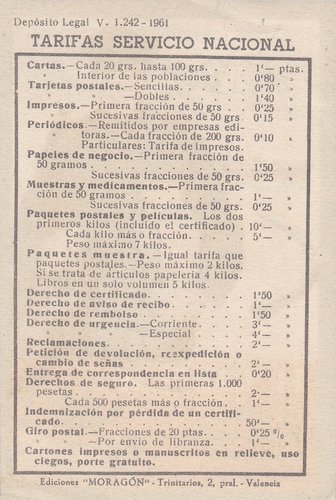 Depósito Legal V. 1.242 - 1961
TARIFAS SERVICIO NACIONAL
Cartas.—Cada 20 grs. hasta 100 grs. . . . 1‘— ptas.
Interior de las poblaciones . . . . 0‘80 »
Tarjetas postales.—Sencillas. . . . . . 0‘70 »
—Dobles . . . . . . 1‘40 »
Impresos.—Primera fracción de 50 grs . . 0‘25 »
Sucesivas fracciones de 50 grs . 0‘15 »
Periódicos.—Remitidos por empresas edi-
toras.—Cada fracción de 200 grs. 0‘10 »
Particulares: Tarifa de impresos.
Papeles de negocio.—Primera fracción de
50 gramos . . . . . . . . . . 1‘50 »
Sucesivas fracciones de 50 grs. . . 0‘25 »
Muestras y medicamentos.—Primera frac-
ción de 50 gramos . . . . . . . . 1‘— »
Sucesivas fracciones de 50 grs. . . 0‘25 »
Paquetes postales y películas. Los dos
primeros kilos (incluido el certificado) . 10‘— »
Cada kilo más o fracción. . . . . 5‘— »
Peso máximo 7 kilos.
Paquetes muestra.—Igual tarifa que
paquetes postales.—Peso máximo 2 kilos.
Si se trata de artículos papelería 4 kilos.
Libros en un solo volumen 5 kilos.
Derecho de certificado. . . . . . . . 1‘50 »
Derecho de aviso de recibo. . . . . . 1‘— »
Derecho de rembolso . . . . . . . 1‘50 »
Derecho de urgencia.—Corriente. . . . 3‘— »
—Especial . . . . 4‘— »
Reclamaciones . . . . . . . . . . 2‘— »
Petición de devolución, reexpedición o
cambio de señas . . . . . . . . . 2‘— »
Entrega de correspondencia en lista . . 0‘20 »
Derechos de seguro. Las primeras 1.000
pesetas . . . . . . . . . . . . 2‘— »
Cada 500 pesetas más o fracción. . . 1‘— »
Indemnización por pérdida de un certifi-
cado. . . . . . . . . . . . . 50‘— »
Giro postal.—Fracciones de 20 ptas. . . 0‘25 %
—Por envio de libranza. . . . 1‘— »
Cartones impresos o manuscritos en relieve, uso
ciegos, porte gratuito.
Ediciones "MORAGÓN" - Trinitarios, 2, pral. - Valencia